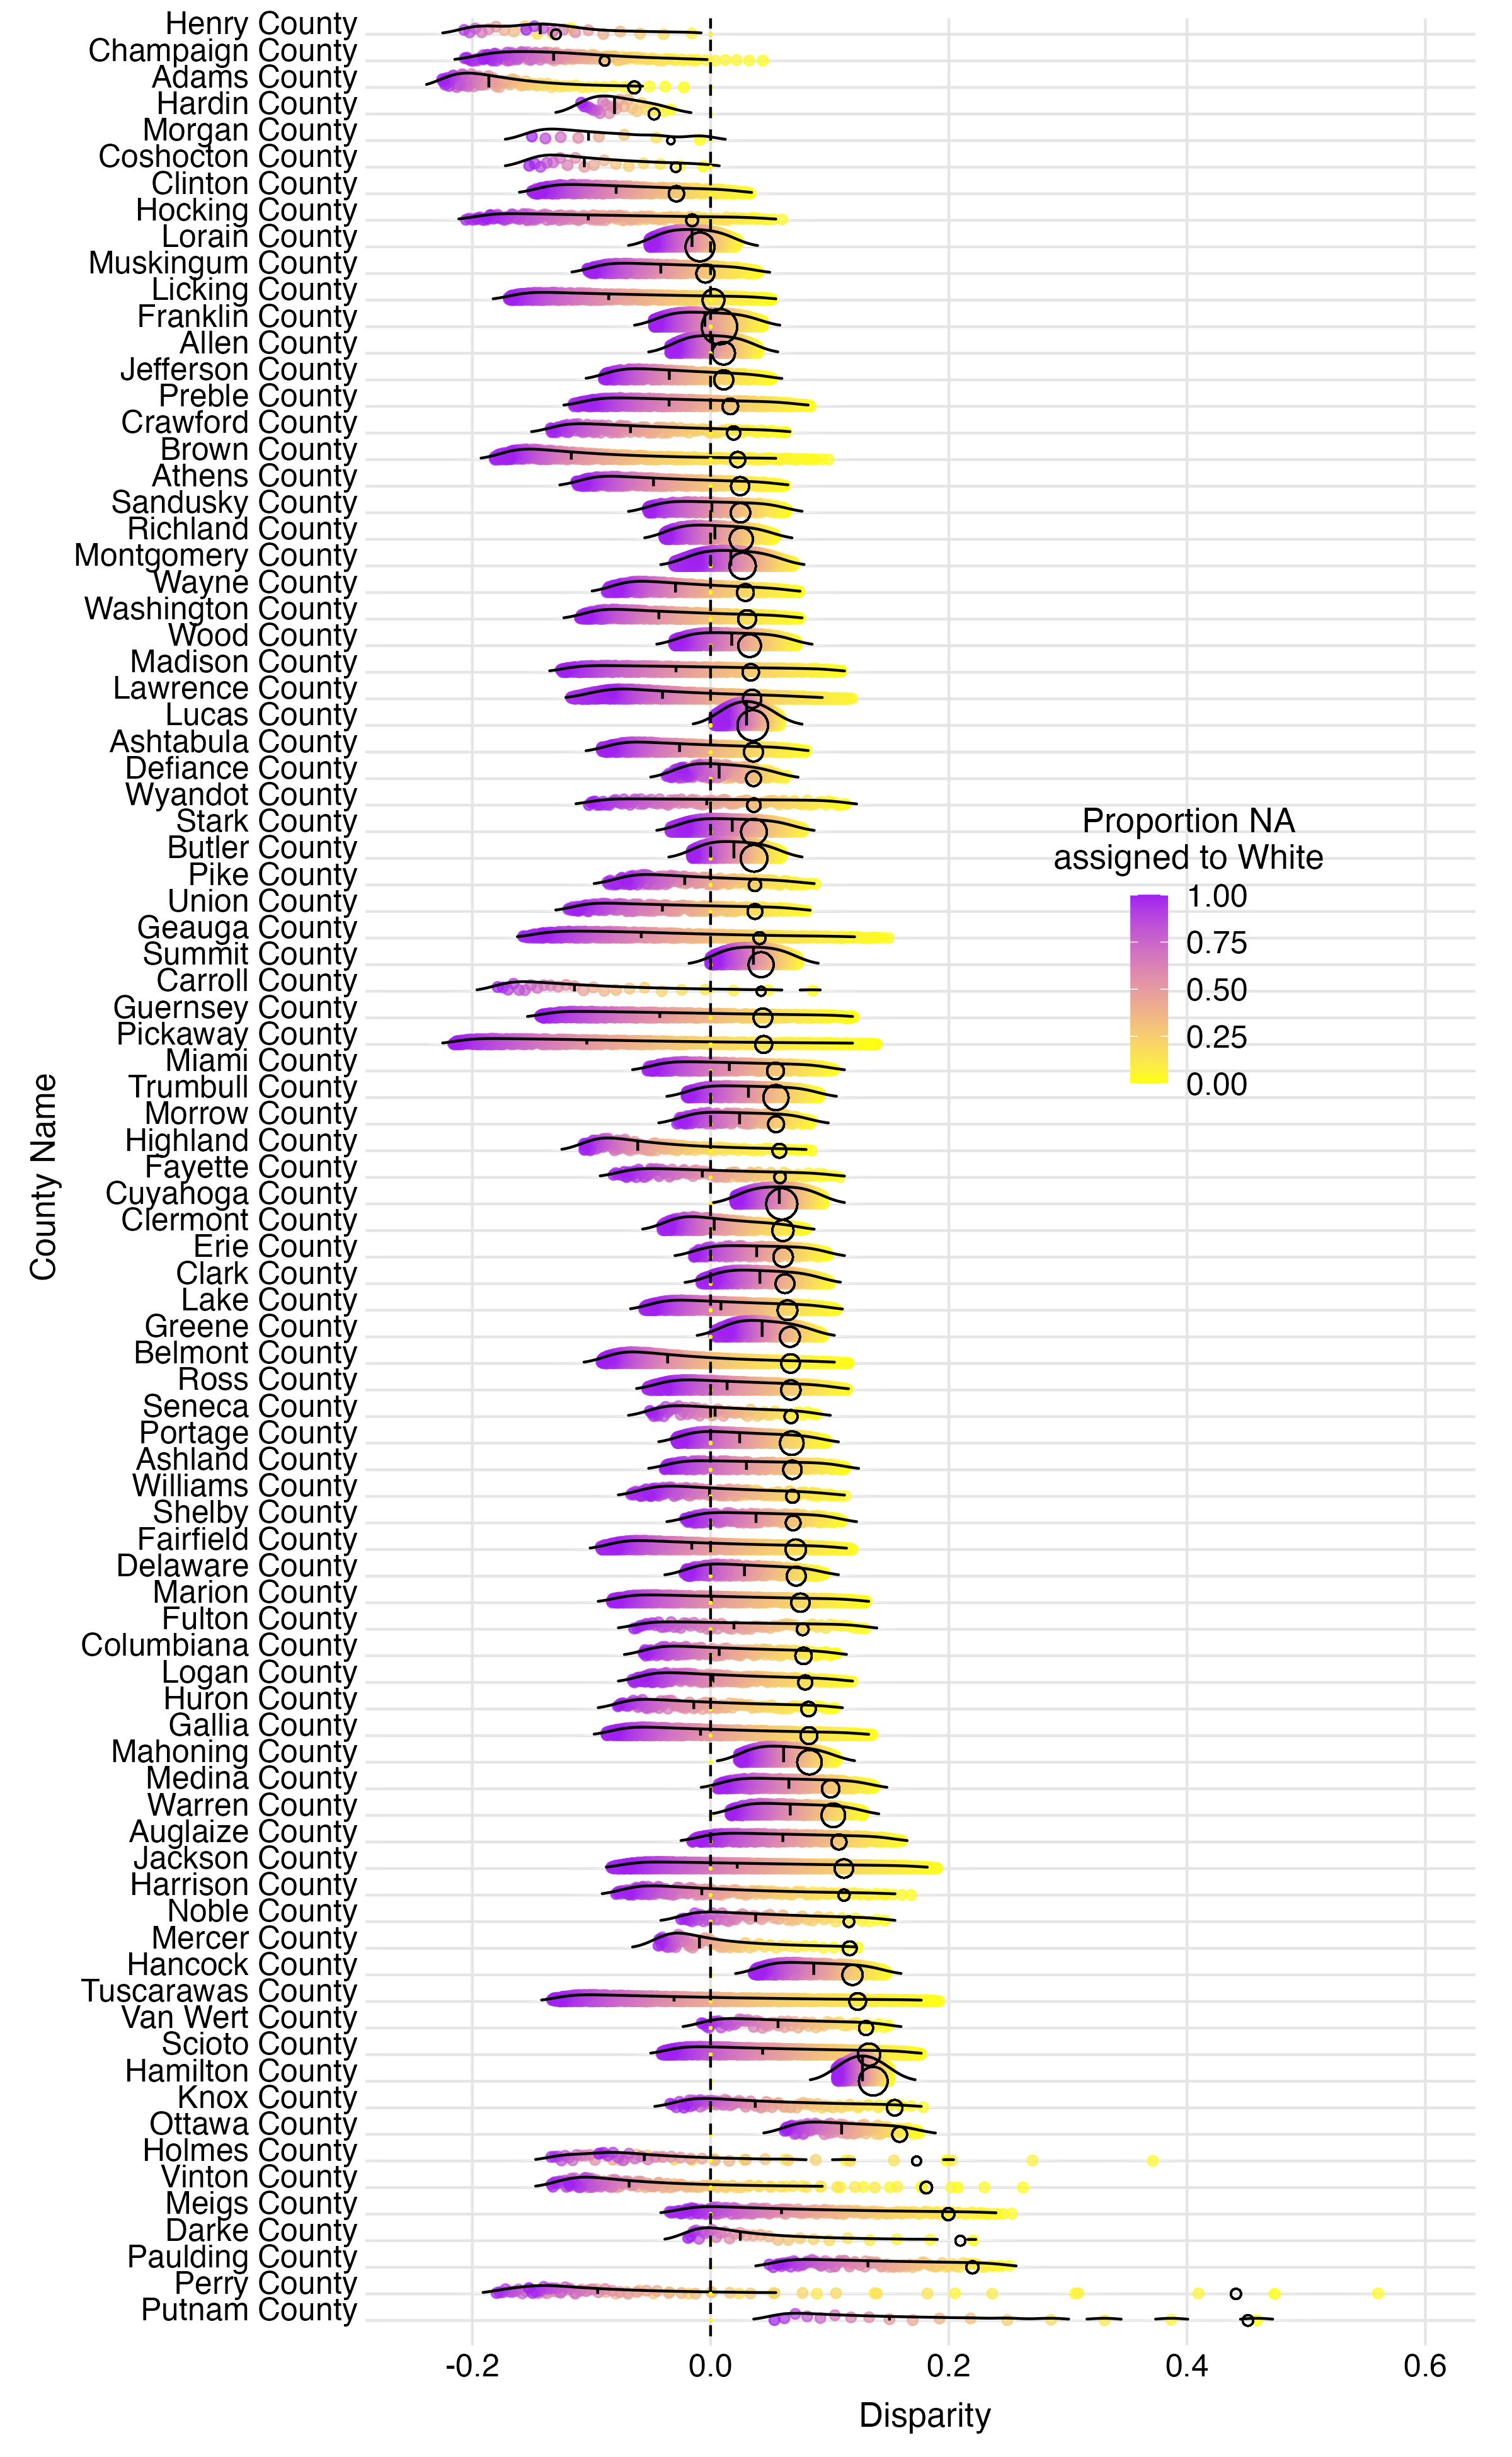 Henry County
Champaign County
Adams County
Hardin County
Morgan County
Coshocton County
Clinton County
Hocking County
Lorain County
Muskingum County
Licking County
Franklin County
Allen County
Jefferson County
Preble County
Crawford County
Brown County
Athens County
Sandusky County
Richland County
Montgomery County
Wayne County
Washington County
Wood County
Madison County
Lawrence County
Lucas County
Ashtabula County
Defiance County
Wyandot County
Stark County
Butler County
Pike County
Union County
Geauga County
Summit County
Carroll County
Guernsey County
Pickaway County
Miami County
Trumbull County
Morrow County
Highland County
Fayette County
Cuyahoga County
Clermont County
Erie County
Clark County
Lake County
Greene County
Belmont County
Ross County
Seneca County
Portage County
Ashland County
Williams County
Shelby County
Fairfield County
Delaware County
Marion County
Fulton County
Columbiana County
Logan County
Huron County
Gallia County
Mahoning County
Medina County
Warren County
Auglaize County
Jackson County
Harrison County
Noble County
Mercer County
Hancock County
Tuscarawas County
Van Wert County
Scioto County
Hamilton County
Knox County
Ottawa County
Holmes County
Vinton County
Meigs County
Darke County
Paulding County
Perry County
Putnam County
County Name
Proportion NA
assigned to White
1.00
0.75
0.50
0.25
0.00
-0.2 0.0 0.2 0.4 0.6
Disparity